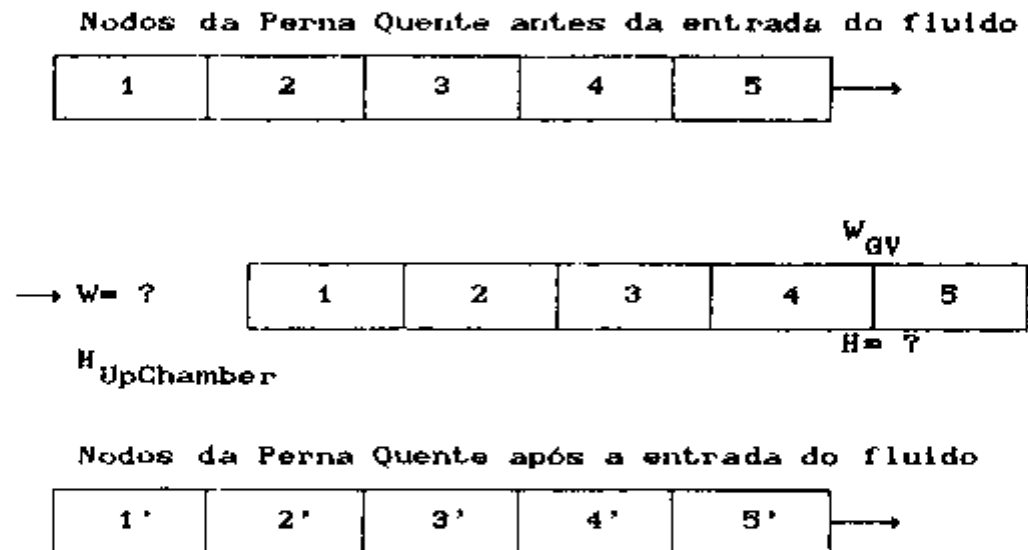 Nodos da Perna Quente antes da entrada do fluido
1 2 3 4 5
W_GV
W= ? 1 2 3 4 5
H= ?
H_UpChamber
Nodos da Perna Quente após a entrada do fluido
1' 2' 3' 4' 5'